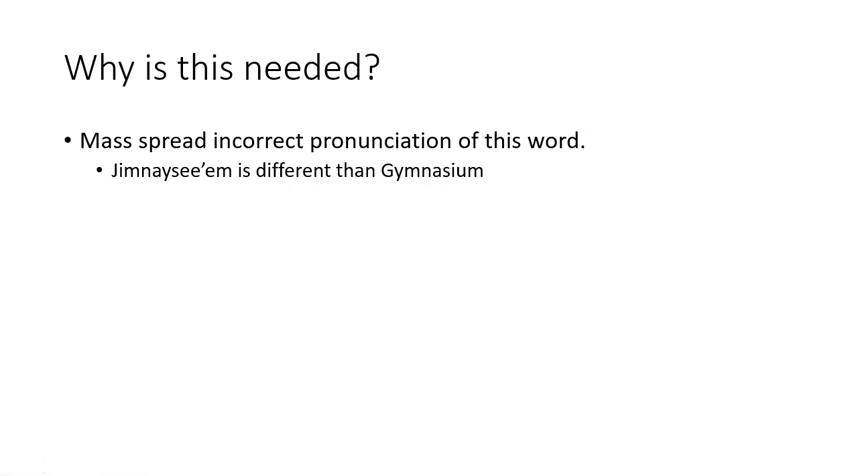 Why is this needed?
• Mass spread incorrect pronunciation of this word.
• Jimnaysee’em is different than Gymnasium